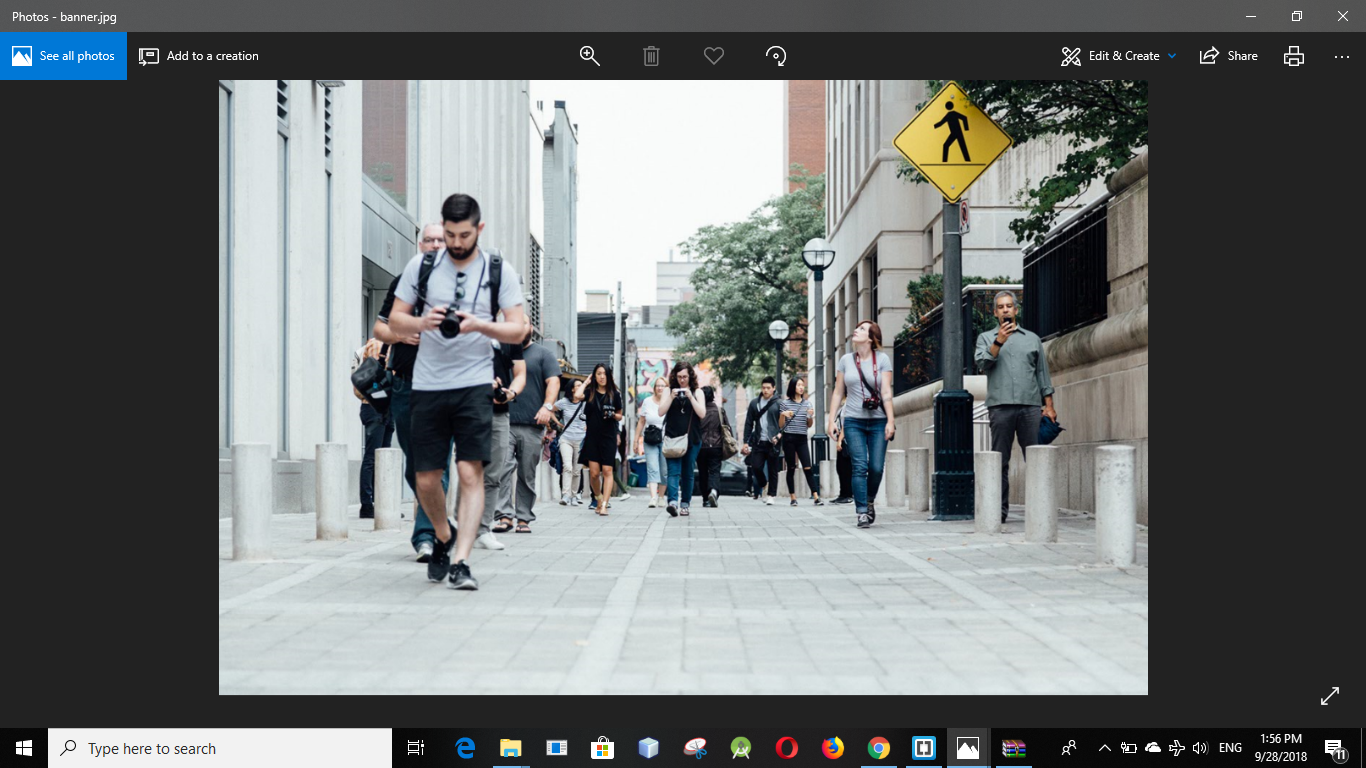 Photos - banner.jpg
See all photos
Add to a creation
Edit & Create
Share
Type here to search
ENG
1:56 PM
9/28/2018
11